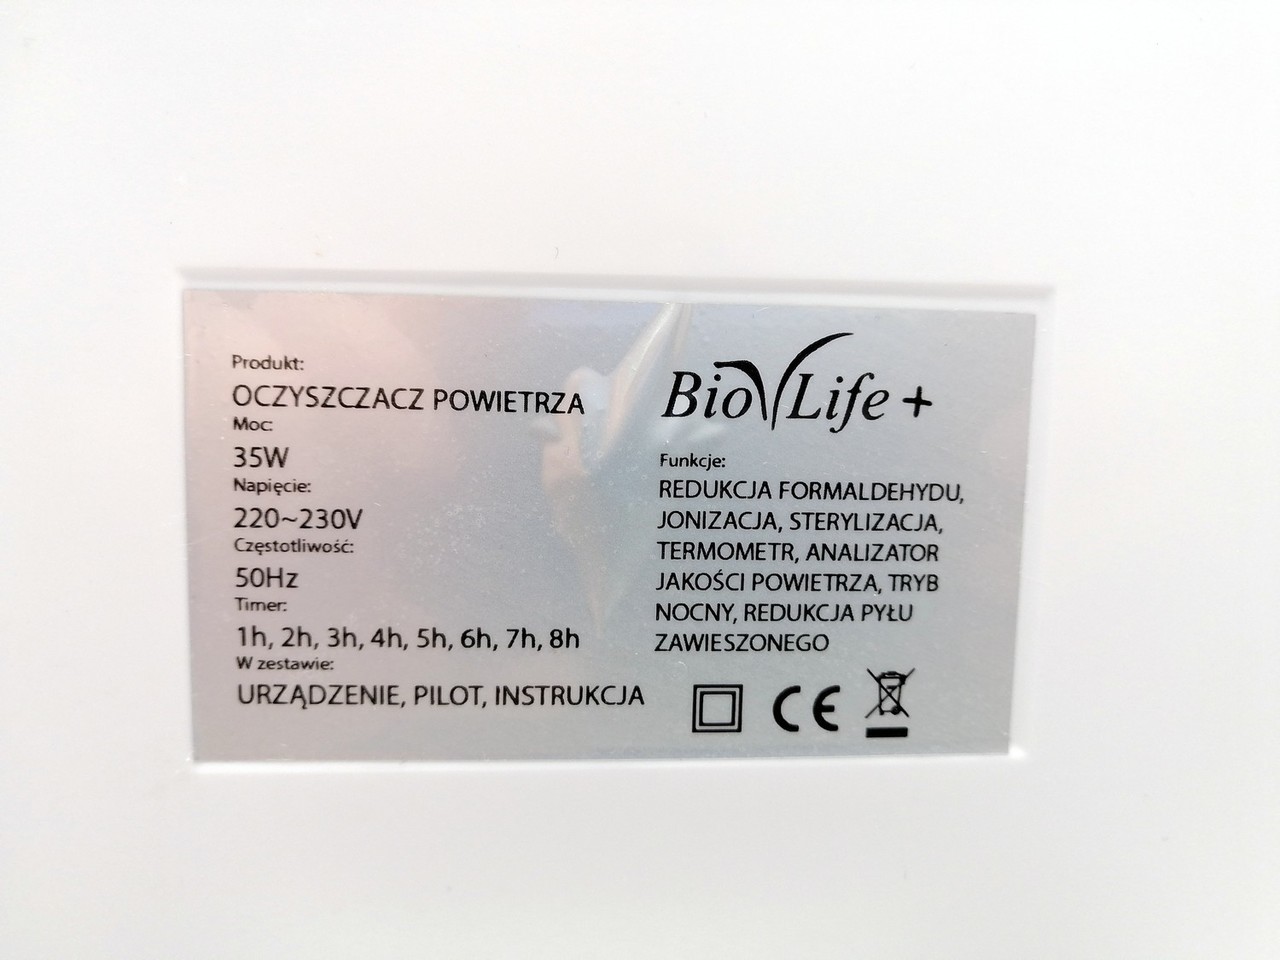 Produkt:
OCZYSZCZACZ POWIETRZA
Moc:
35W
Napięcie:
220~230V
Częstotliwość:
50Hz
Timer:
1h, 2h, 3h, 4h, 5h, 6h, 7h, 8h
W zestawie:
URZĄDZENIE, PILOT, INSTRUKCJA
Bio Life +
Funkcje:
REDUKCJA FORMALDEHYDU,
JONIZACJA, STERYLIZACJA,
TERMOMETR, ANALIZATOR
JAKOŚCI POWIETRZA, TRYB
NOCNY, REDUKCJA PYŁU
ZAWIESZONEGO
CE